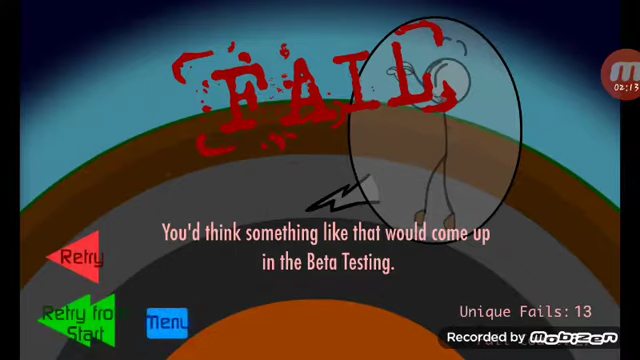 FAIL
02:13
You'd think something like that would come up
in the Beta Testing.
Retry
Retry fro
Start
Menu
Unique Fails: 13
Recorded by mobizen